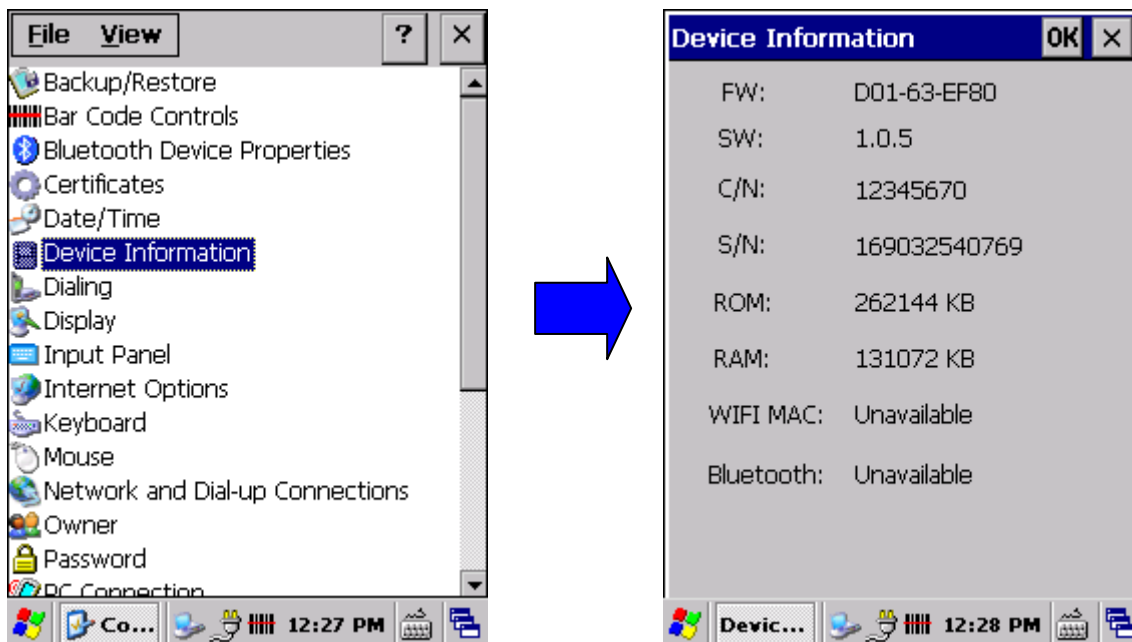 File View ? ×
Backup/Restore
Bar Code Controls
Bluetooth Device Properties
Certificates
Date/Time
Device Information
Dialing
Display
Input Panel
Internet Options
Keyboard
Mouse
Network and Dial-up Connections
Owner
Password
PC Connection
Co... 12:27 PM
Device Information OK ×
FW: D01-63-EF80
SW: 1.0.5
C/N: 12345670
S/N: 169032540769
ROM: 262144 KB
RAM: 131072 KB
WIFI MAC: Unavailable
Bluetooth: Unavailable
Devic... 12:28 PM